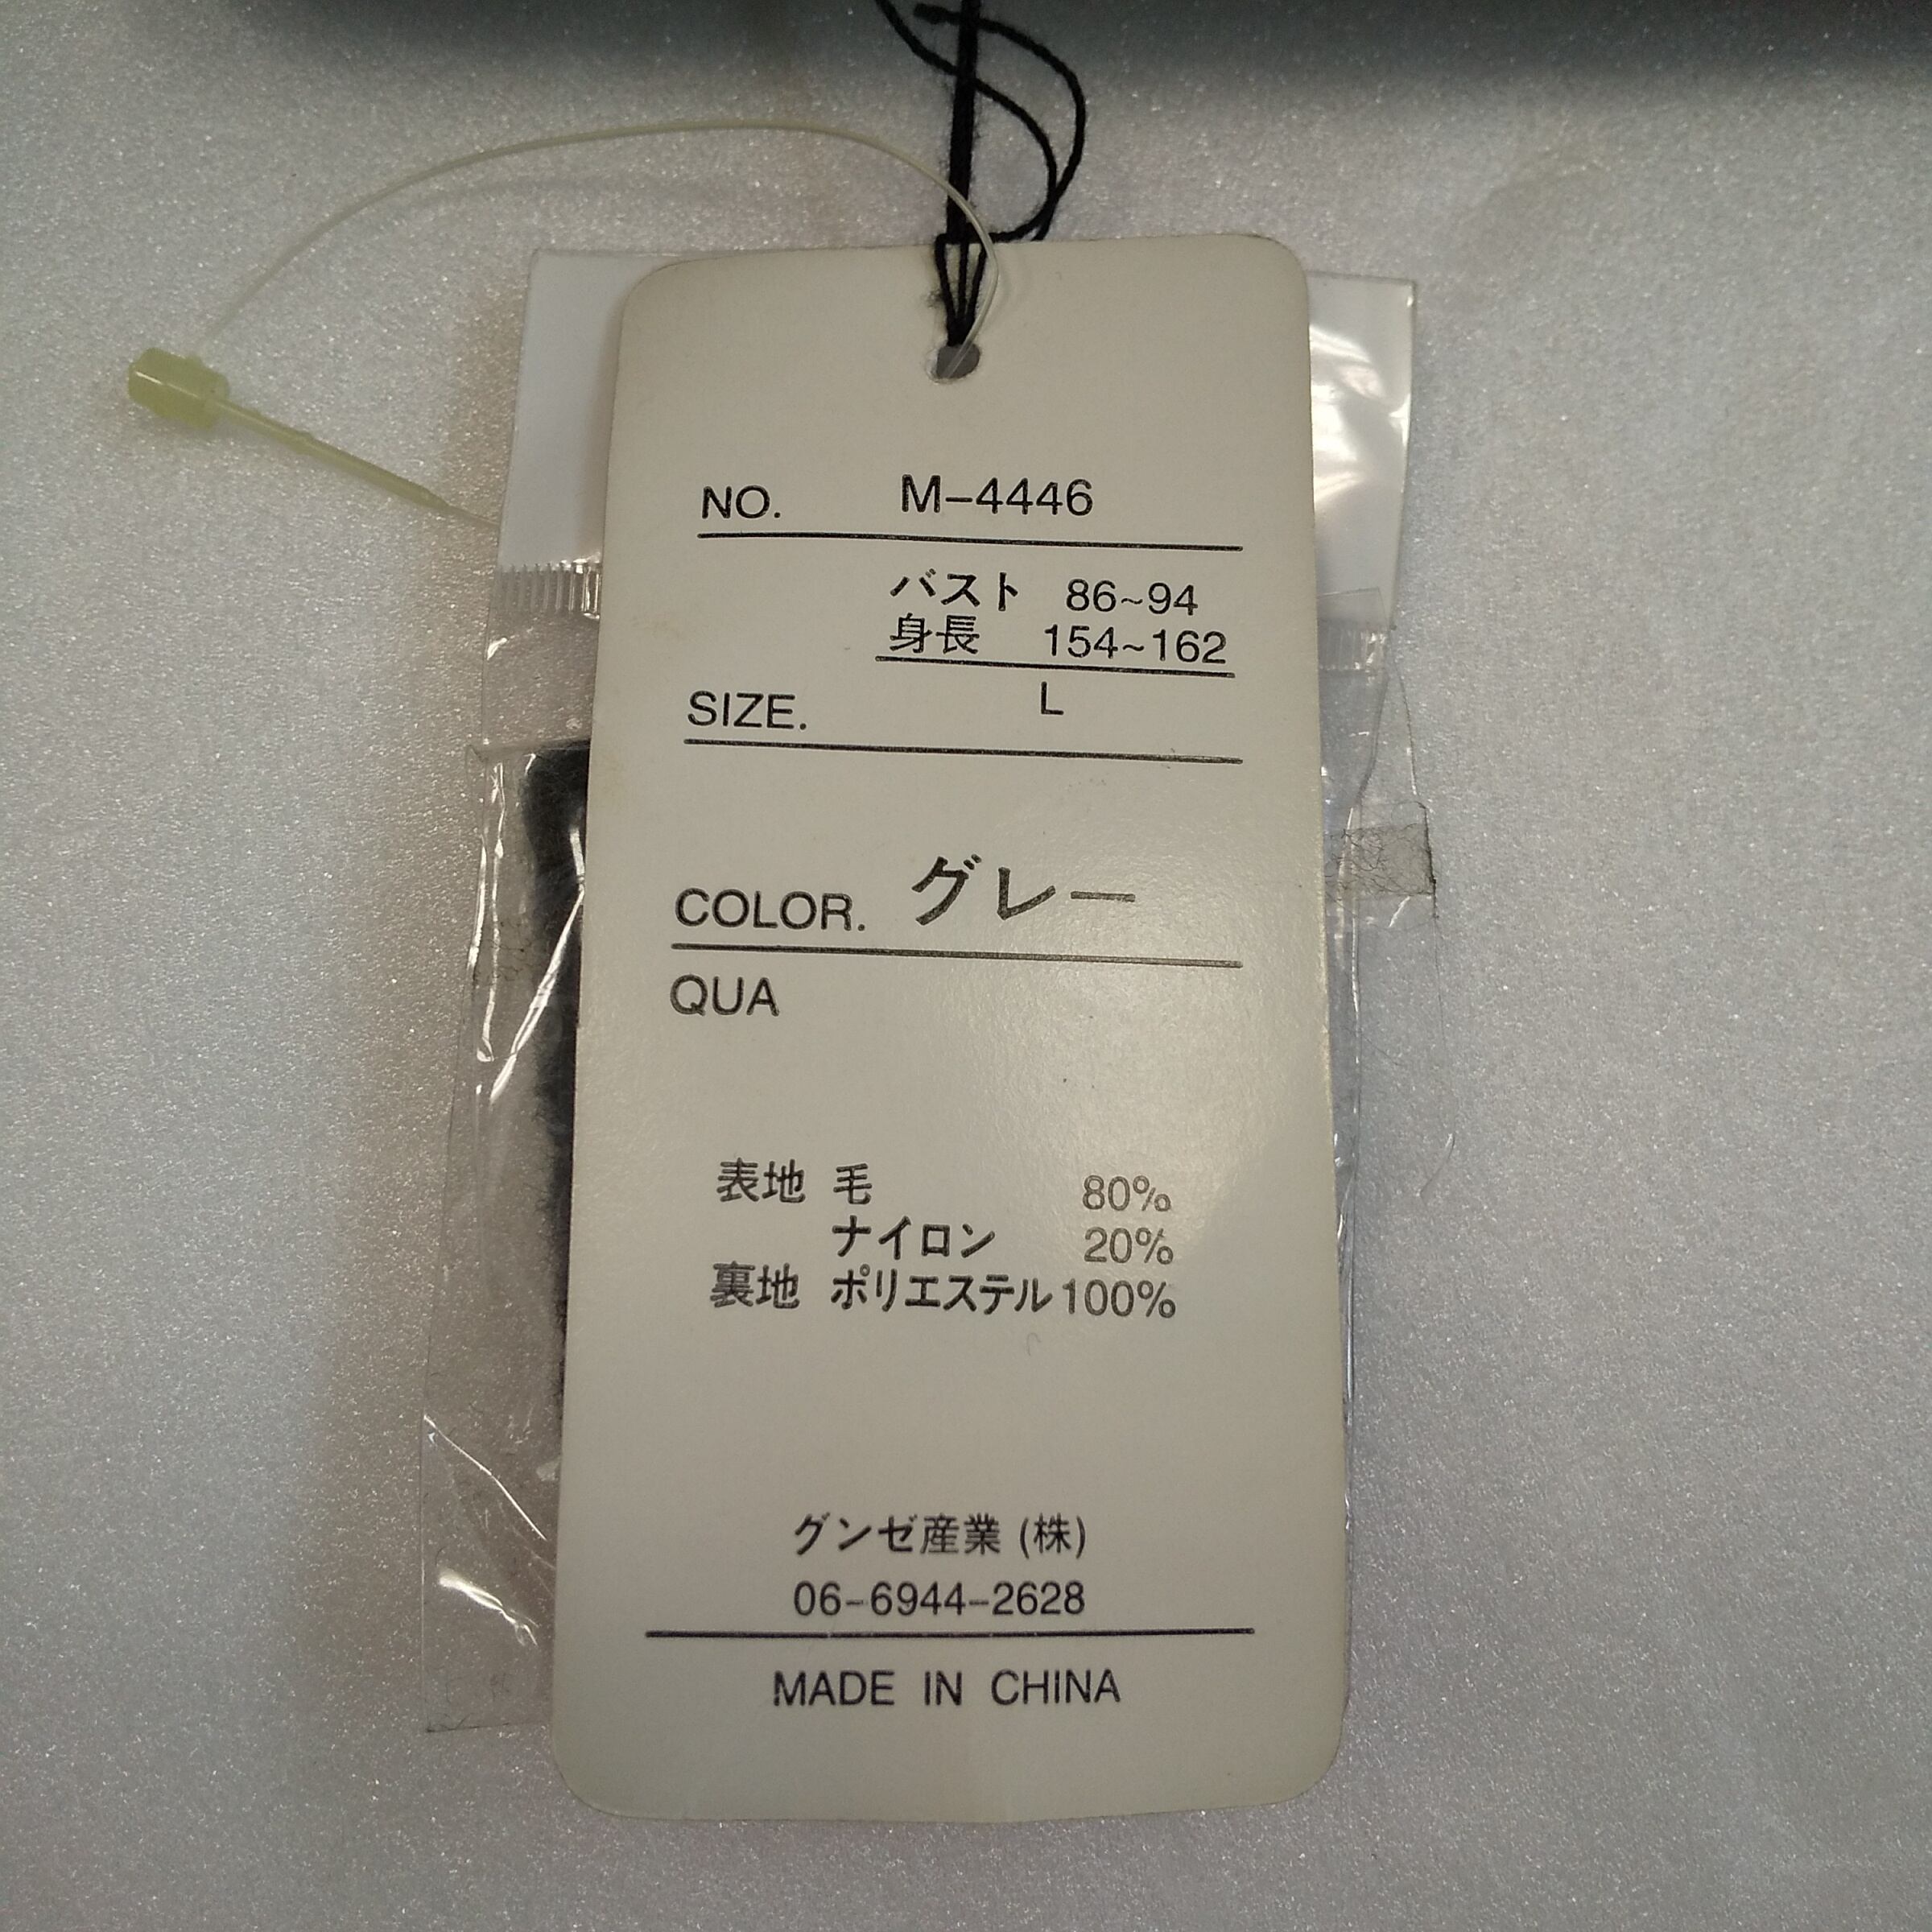 NO. M-4446
バスト 86~94
身長 154~162
SIZE. L
COLOR. グレー
QUA
表地 毛 80%
ナイロン 20%
裏地 ポリエステル 100%
グンゼ産業 (株)
06-6944-2628
MADE IN CHINA